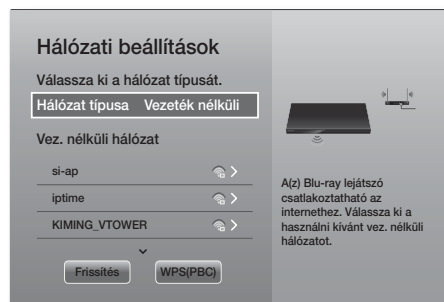 Hálózati beállítások
Válassza ki a hálózat típusát.
Hálózat típusa Vezeték nélküli
Vez. nélküli hálózat
si-ap
iptime
KIMING_VTOWER
Frissítés WPS(PBC)
A(z) Blu-ray lejátszó
csatlakoztatható az
internethez. Válassza ki a
használni kívánt vez. nélküli
hálózatot.